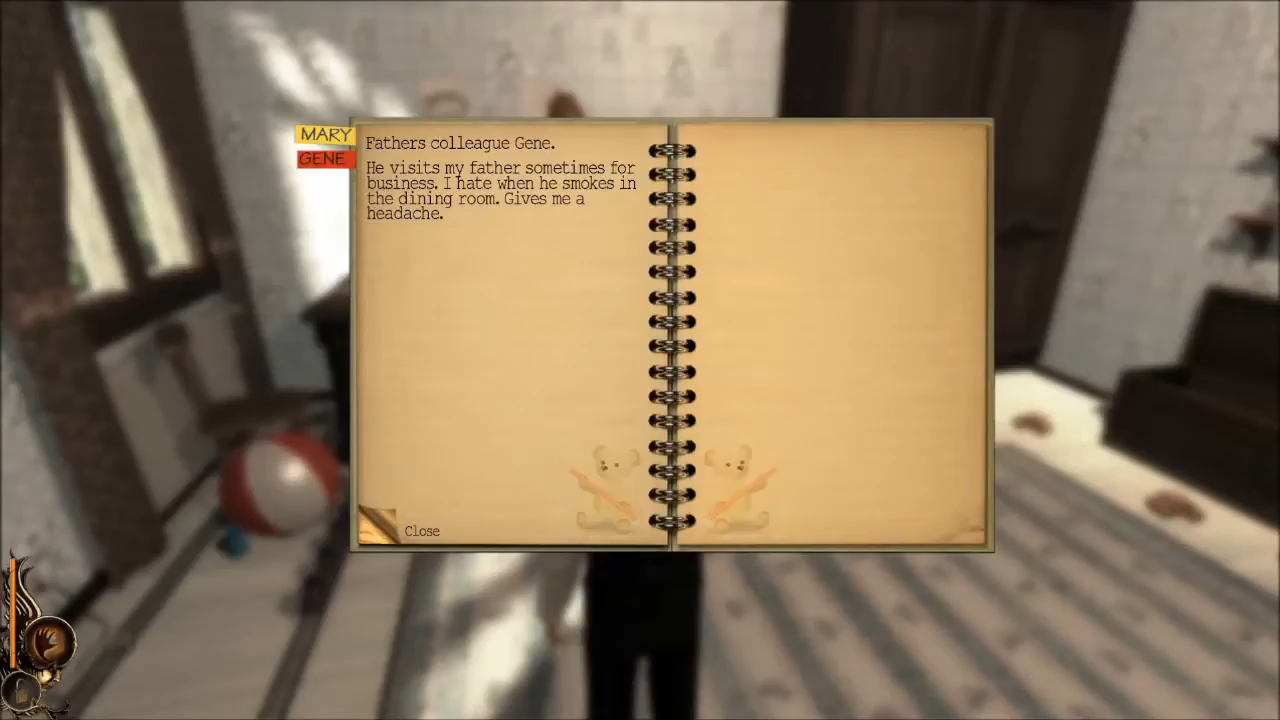 MARY
GENE
Fathers colleague Gene.
He visits my father sometimes for
business. I hate when he smokes in
the dining room. Gives me a
headache.
Close